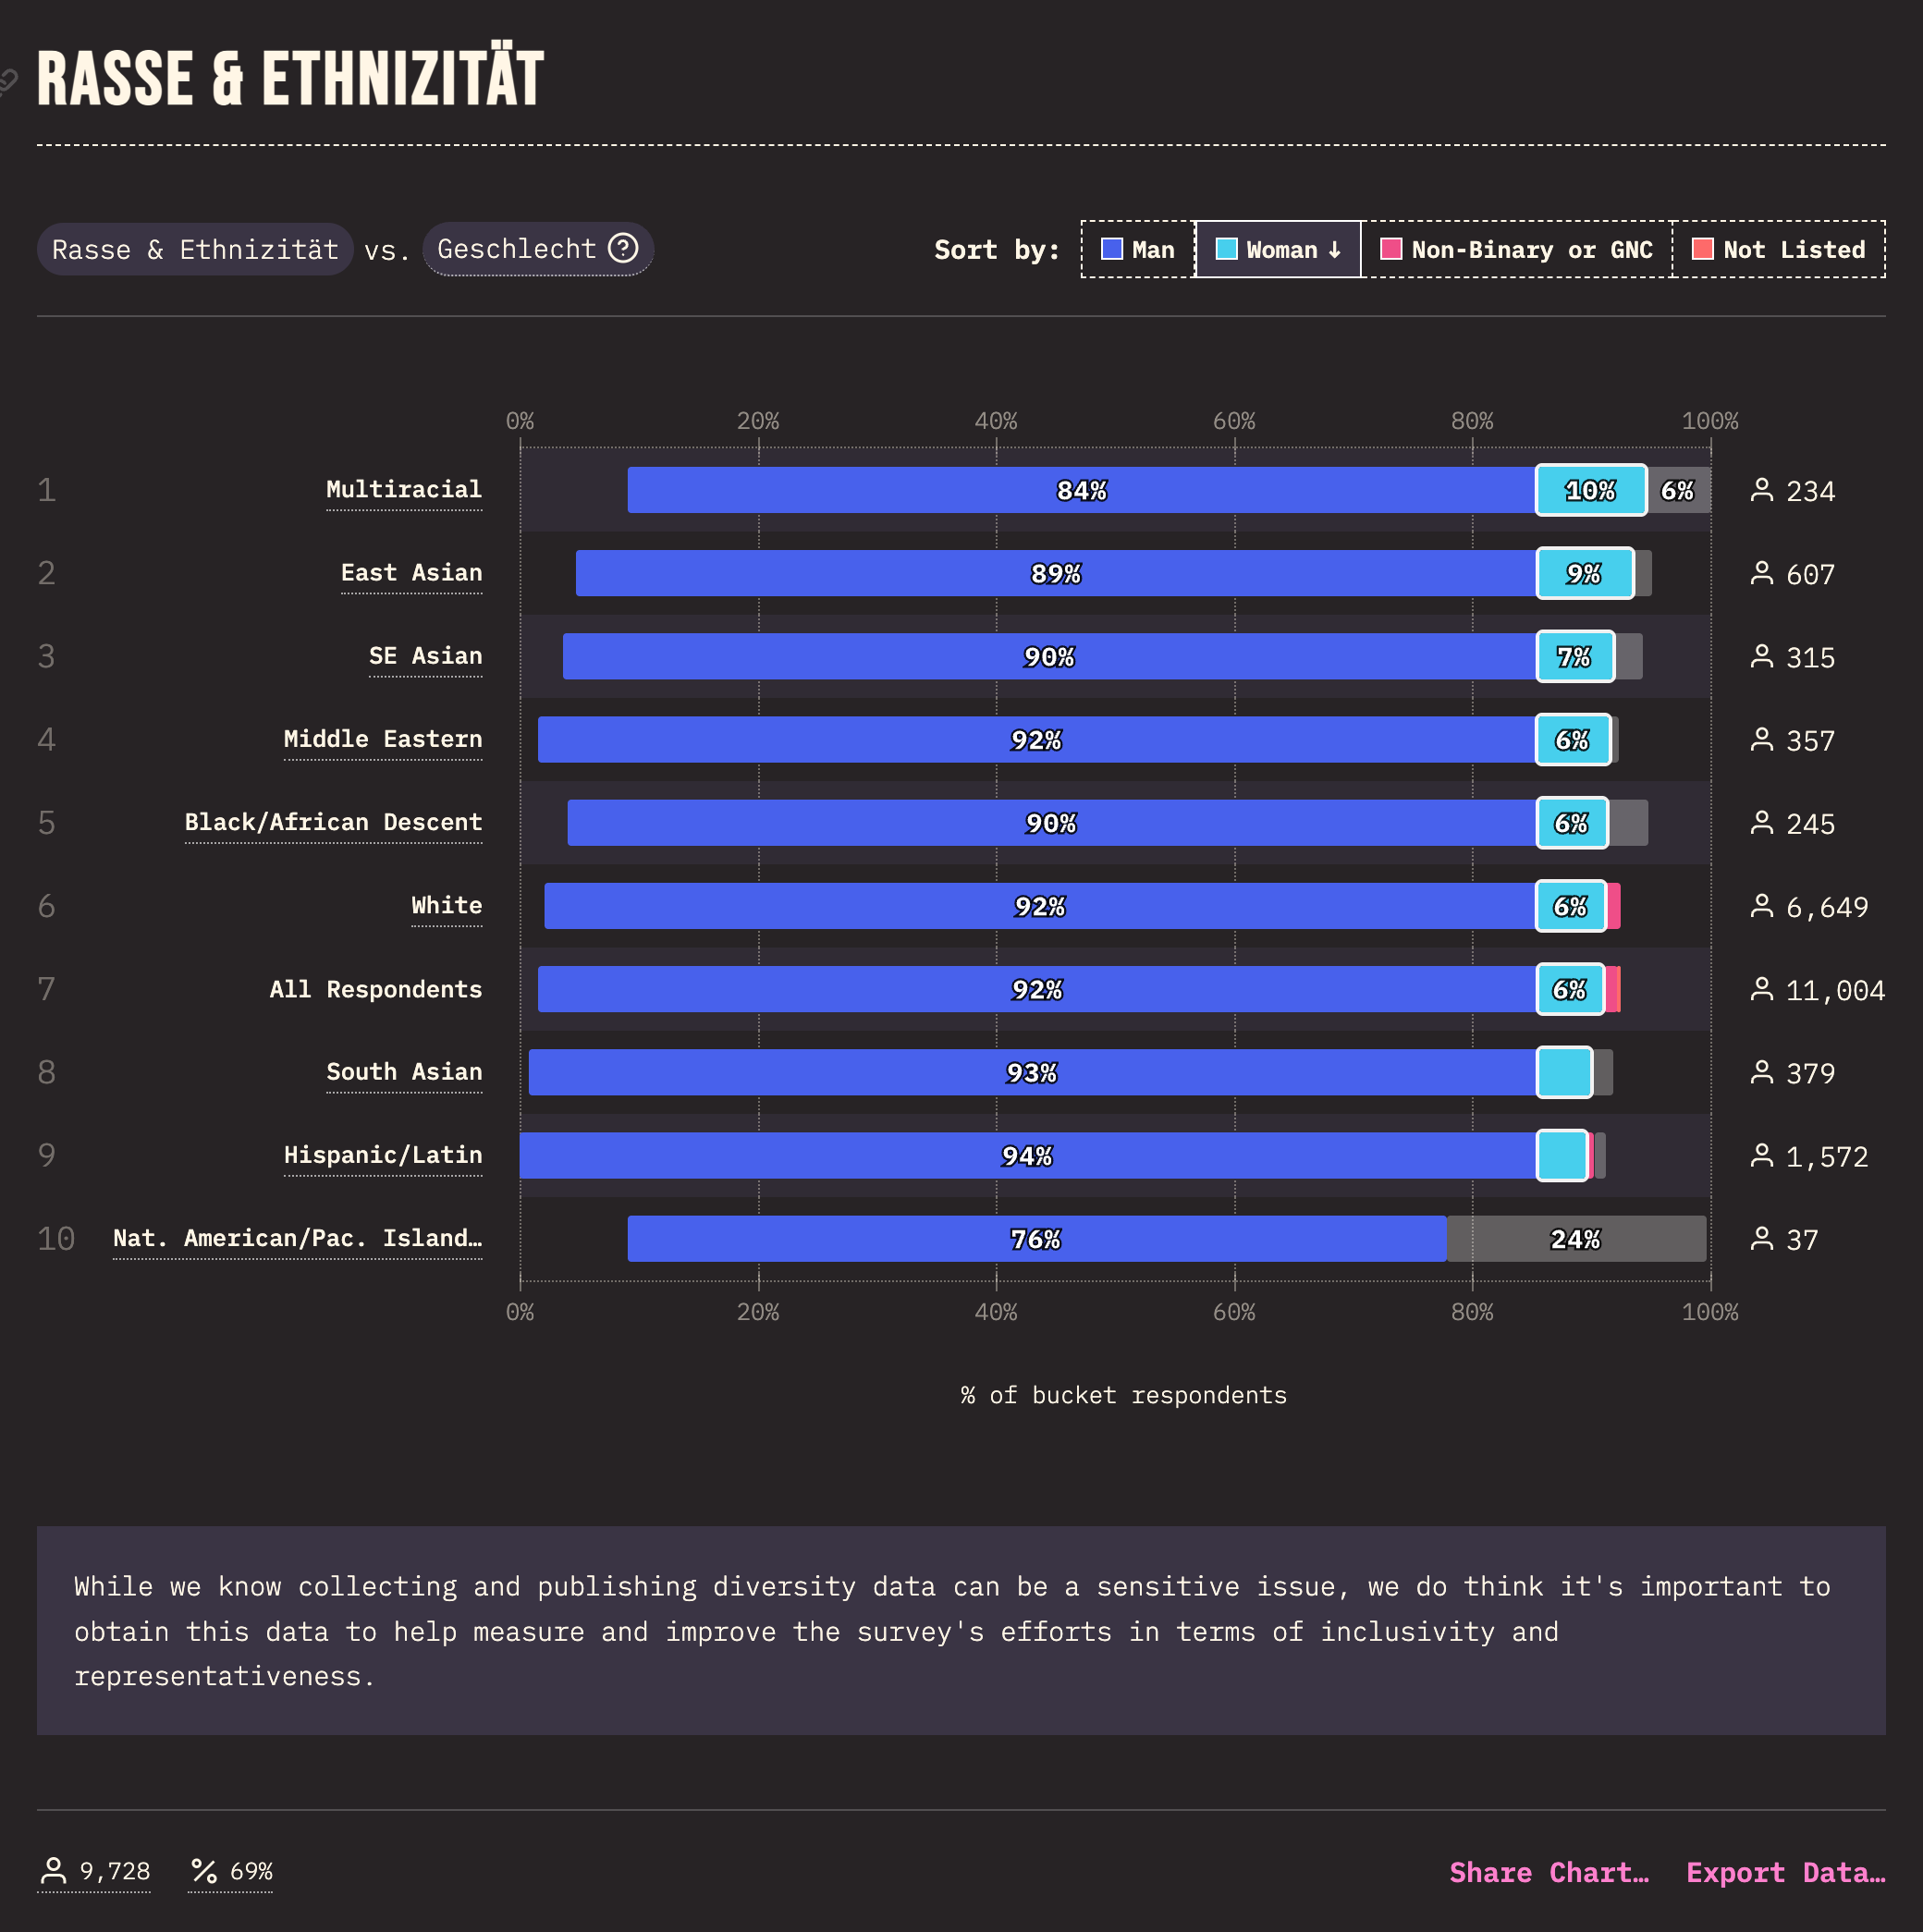 RASSE & ETHNIZITÄT
Rasse & Ethnizität vs. Geschlecht ?
Sort by: Man Woman ↓ Non-Binary or GNC Not Listed
0% 20% 40% 60% 80% 100%
1 Multiracial 84% 10% 6% 234
2 East Asian 89% 9% 607
3 SE Asian 90% 7% 315
4 Middle Eastern 92% 6% 357
5 Black/African Descent 90% 6% 245
6 White 92% 6% 6,649
7 All Respondents 92% 6% 11,004
8 South Asian 93% 379
9 Hispanic/Latin 94% 1,572
10 Nat. American/Pac. Island… 76% 24% 37
0% 20% 40% 60% 80% 100%
% of bucket respondents
While we know collecting and publishing diversity data can be a sensitive issue, we do think it's important to
obtain this data to help measure and improve the survey's efforts in terms of inclusivity and
representativeness.
9,728 % 69% Share Chart… Export Data…